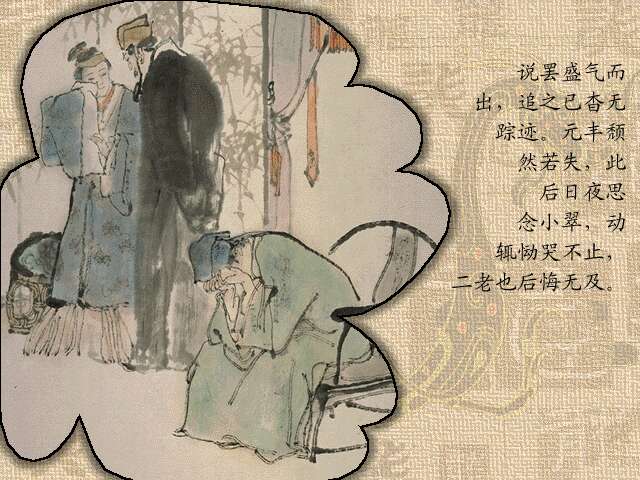 说罢盛气而
出，追之已杳无
踪迹。元丰颓
然若失，此
后日夜思
念小翠，动
辄恸哭不止，
二老也后悔无及。